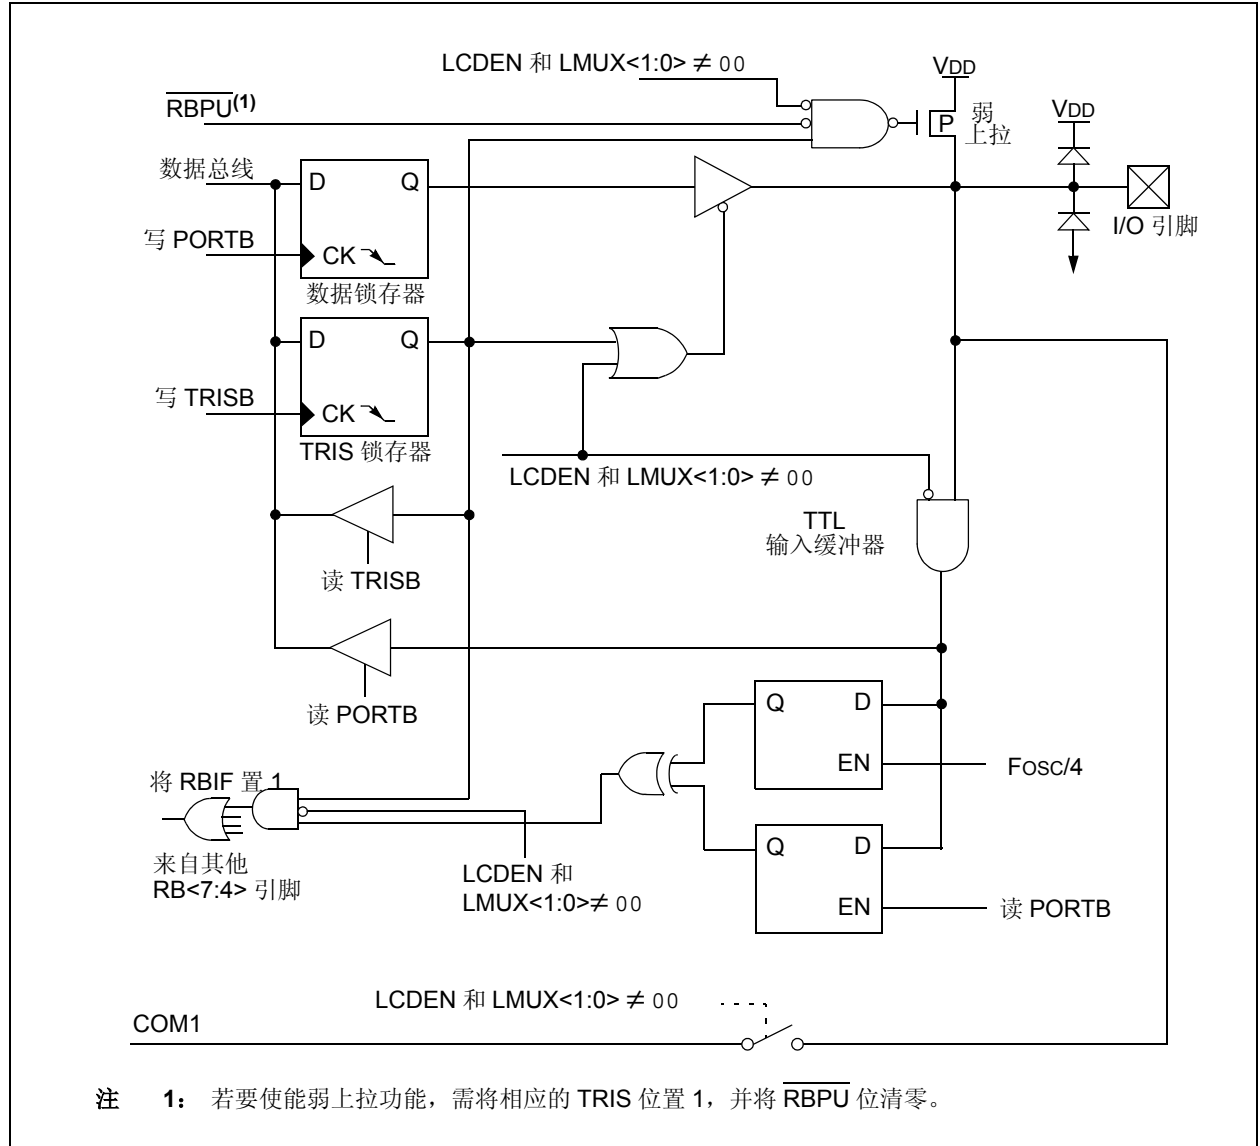 LCDEN 和 LMUX<1:0> ≠ 00
VDD
RBPU(1)
P
弱
上拉
VDD
数据总线
D
Q
I/O 引脚
写 PORTB
CK
数据锁存器
D
Q
写 TRISB
CK
TRIS 锁存器
LCDEN 和 LMUX<1:0> ≠ 00
TTL
输入缓冲器
读 TRISB
读 PORTB
Q
D
EN
FOSC/4
将 RBIF 置 1
来自其他
RB<7:4> 引脚
LCDEN 和
LMUX<1:0>≠ 00
Q
D
EN
读 PORTB
LCDEN 和 LMUX<1:0> ≠ 00
COM1
注 1: 若要使能弱上拉功能，需将相应的 TRIS 位置 1，并将 RBPU 位清零。